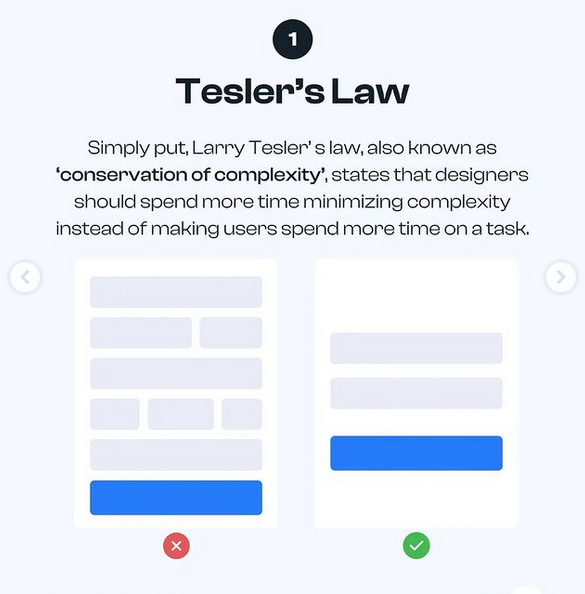 1
Tesler’s Law
Simply put, Larry Tesler’ s law, also known as
‘conservation of complexity’, states that designers
should spend more time minimizing complexity
instead of making users spend more time on a task.